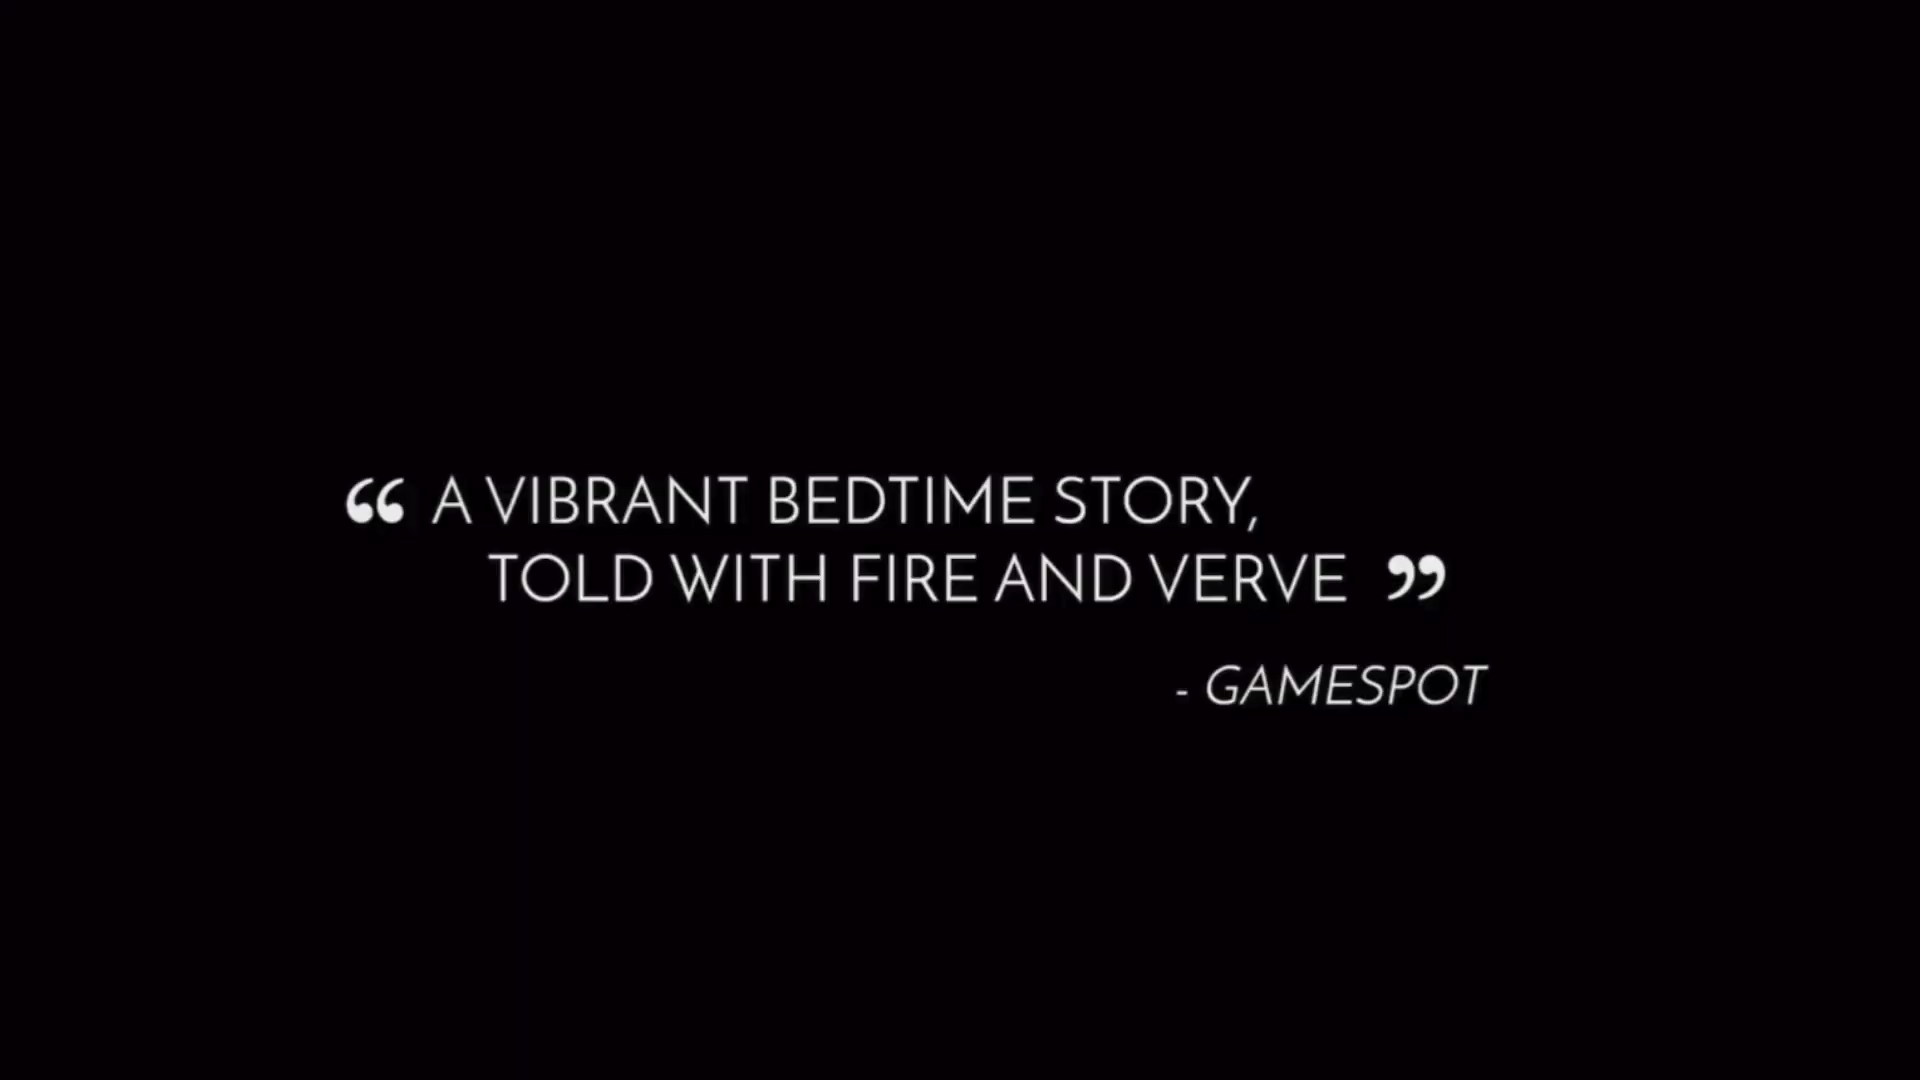 “ A VIBRANT BEDTIME STORY,
TOLD WITH FIRE AND VERVE ”
- GAMESPOT